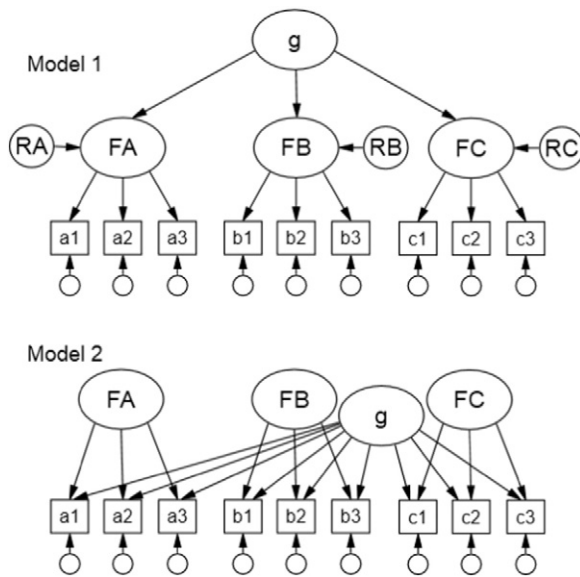 g
Model 1
RA FA FB RB FC RC
a1 a2 a3 b1 b2 b3 c1 c2 c3
Model 2
FA FB g FC
a1 a2 a3 b1 b2 b3 c1 c2 c3